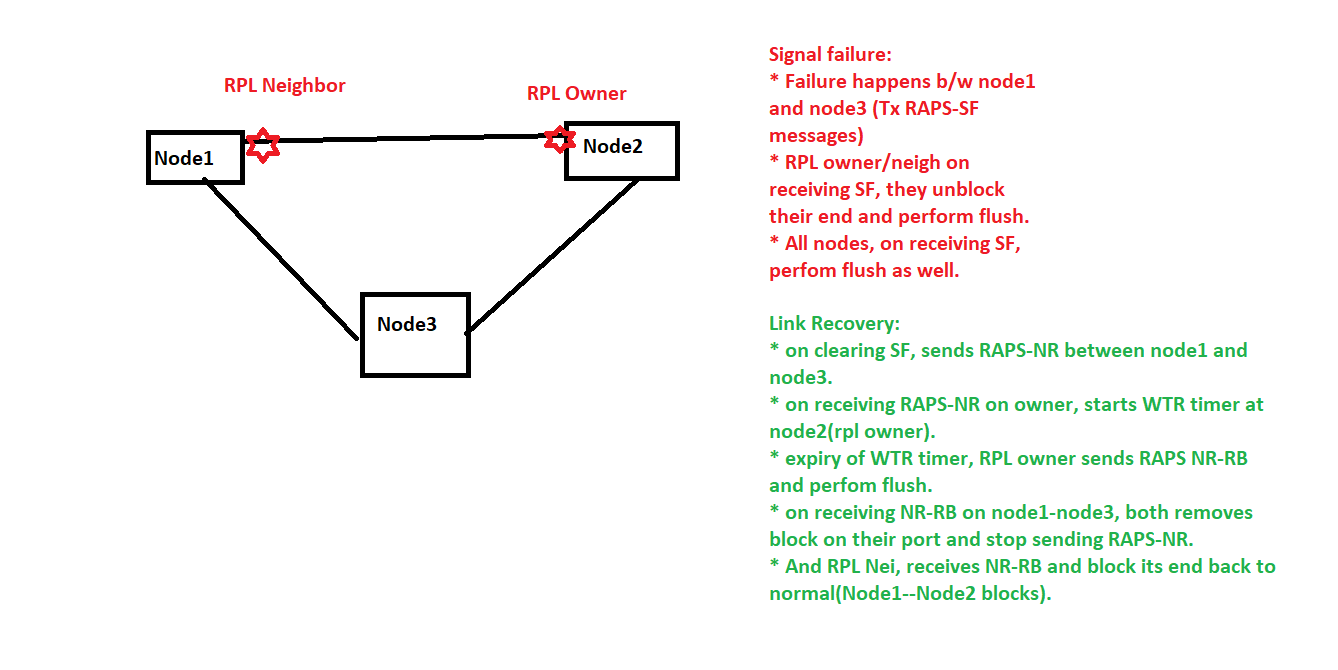 RPL Neighbor
RPL Owner
Node1
Node2
Node3
Signal failure:
* Failure happens b/w node1
and node3 (Tx RAPS-SF
messages)
* RPL owner/neigh on
receiving SF, they unblock
their end and perform flush.
* All nodes, on receiving SF,
perfom flush as well.
Link Recovery:
* on clearing SF, sends RAPS-NR between node1 and
node3.
* on receiving RAPS-NR on owner, starts WTR timer at
node2(rpl owner).
* expiry of WTR timer, RPL owner sends RAPS NR-RB
and perfom flush.
* on receiving NR-RB on node1-node3, both removes
block on their port and stop sending RAPS-NR.
* And RPL Nei, receives NR-RB and block its end back to
normal(Node1--Node2 blocks).